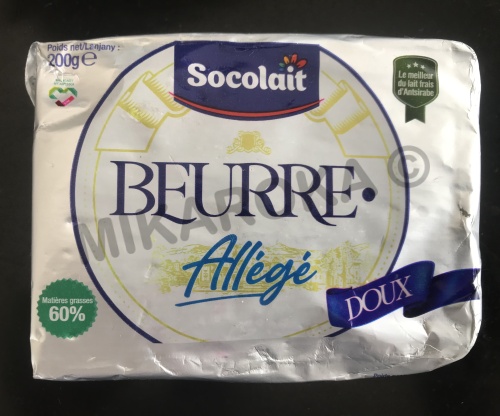 Poids net/Lanjany :
200g e
Socolait
Le meilleur
du lait frais
d'Antsirabe
BEURRE
Allégé
DOUX
Matières grasses
60%